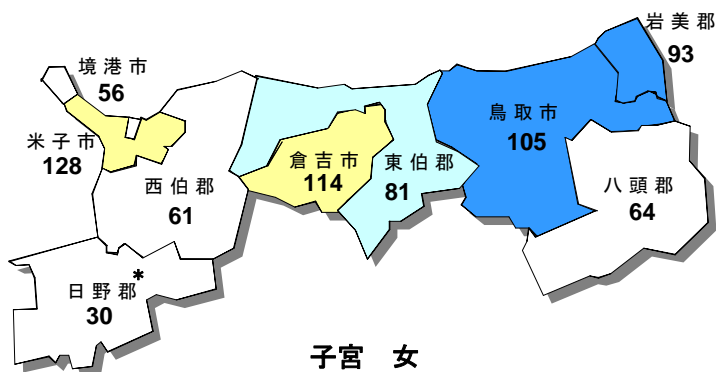 岩美郡
93
境港市
56
鳥取市
105
米子市
128
倉吉市
114
東伯郡
81
西伯郡
61
八頭郡
64
*
日野郡
30
子宮　女